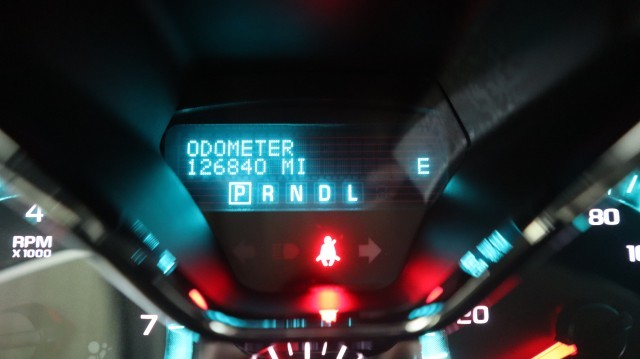 ODOMETER
126840 MI E
P R N D L
4
RPM
X 1000
7
80
20